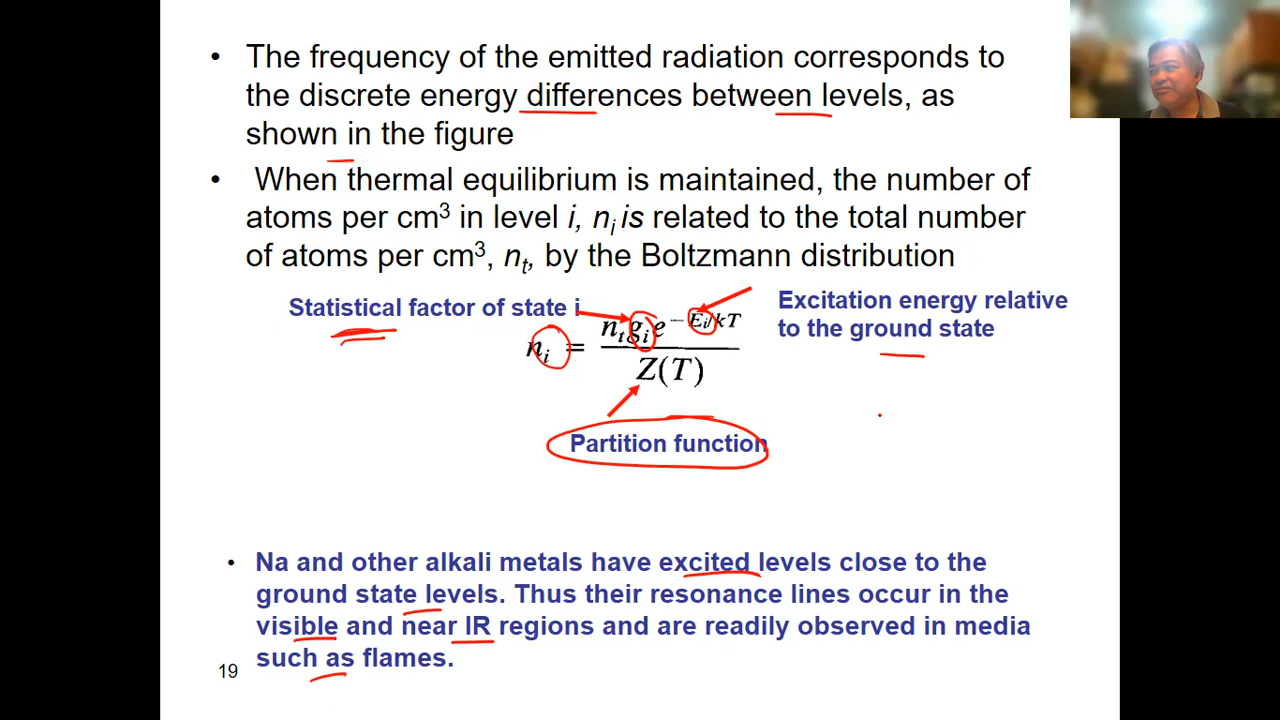 • The frequency of the emitted radiation corresponds to
the discrete energy differences between levels, as
shown in the figure
• When thermal equilibrium is maintained, the number of
atoms per cm³ in level i, nᵢ is related to the total number
of atoms per cm³, nₜ, by the Boltzmann distribution
Statistical factor of state i
Excitation energy relative
to the ground state
nᵢ = nₜgᵢe^(−Eᵢ/kT) / Z(T)
Partition function
• Na and other alkali metals have excited levels close to the
ground state levels. Thus their resonance lines occur in the
visible and near IR regions and are readily observed in media
such as flames.
19